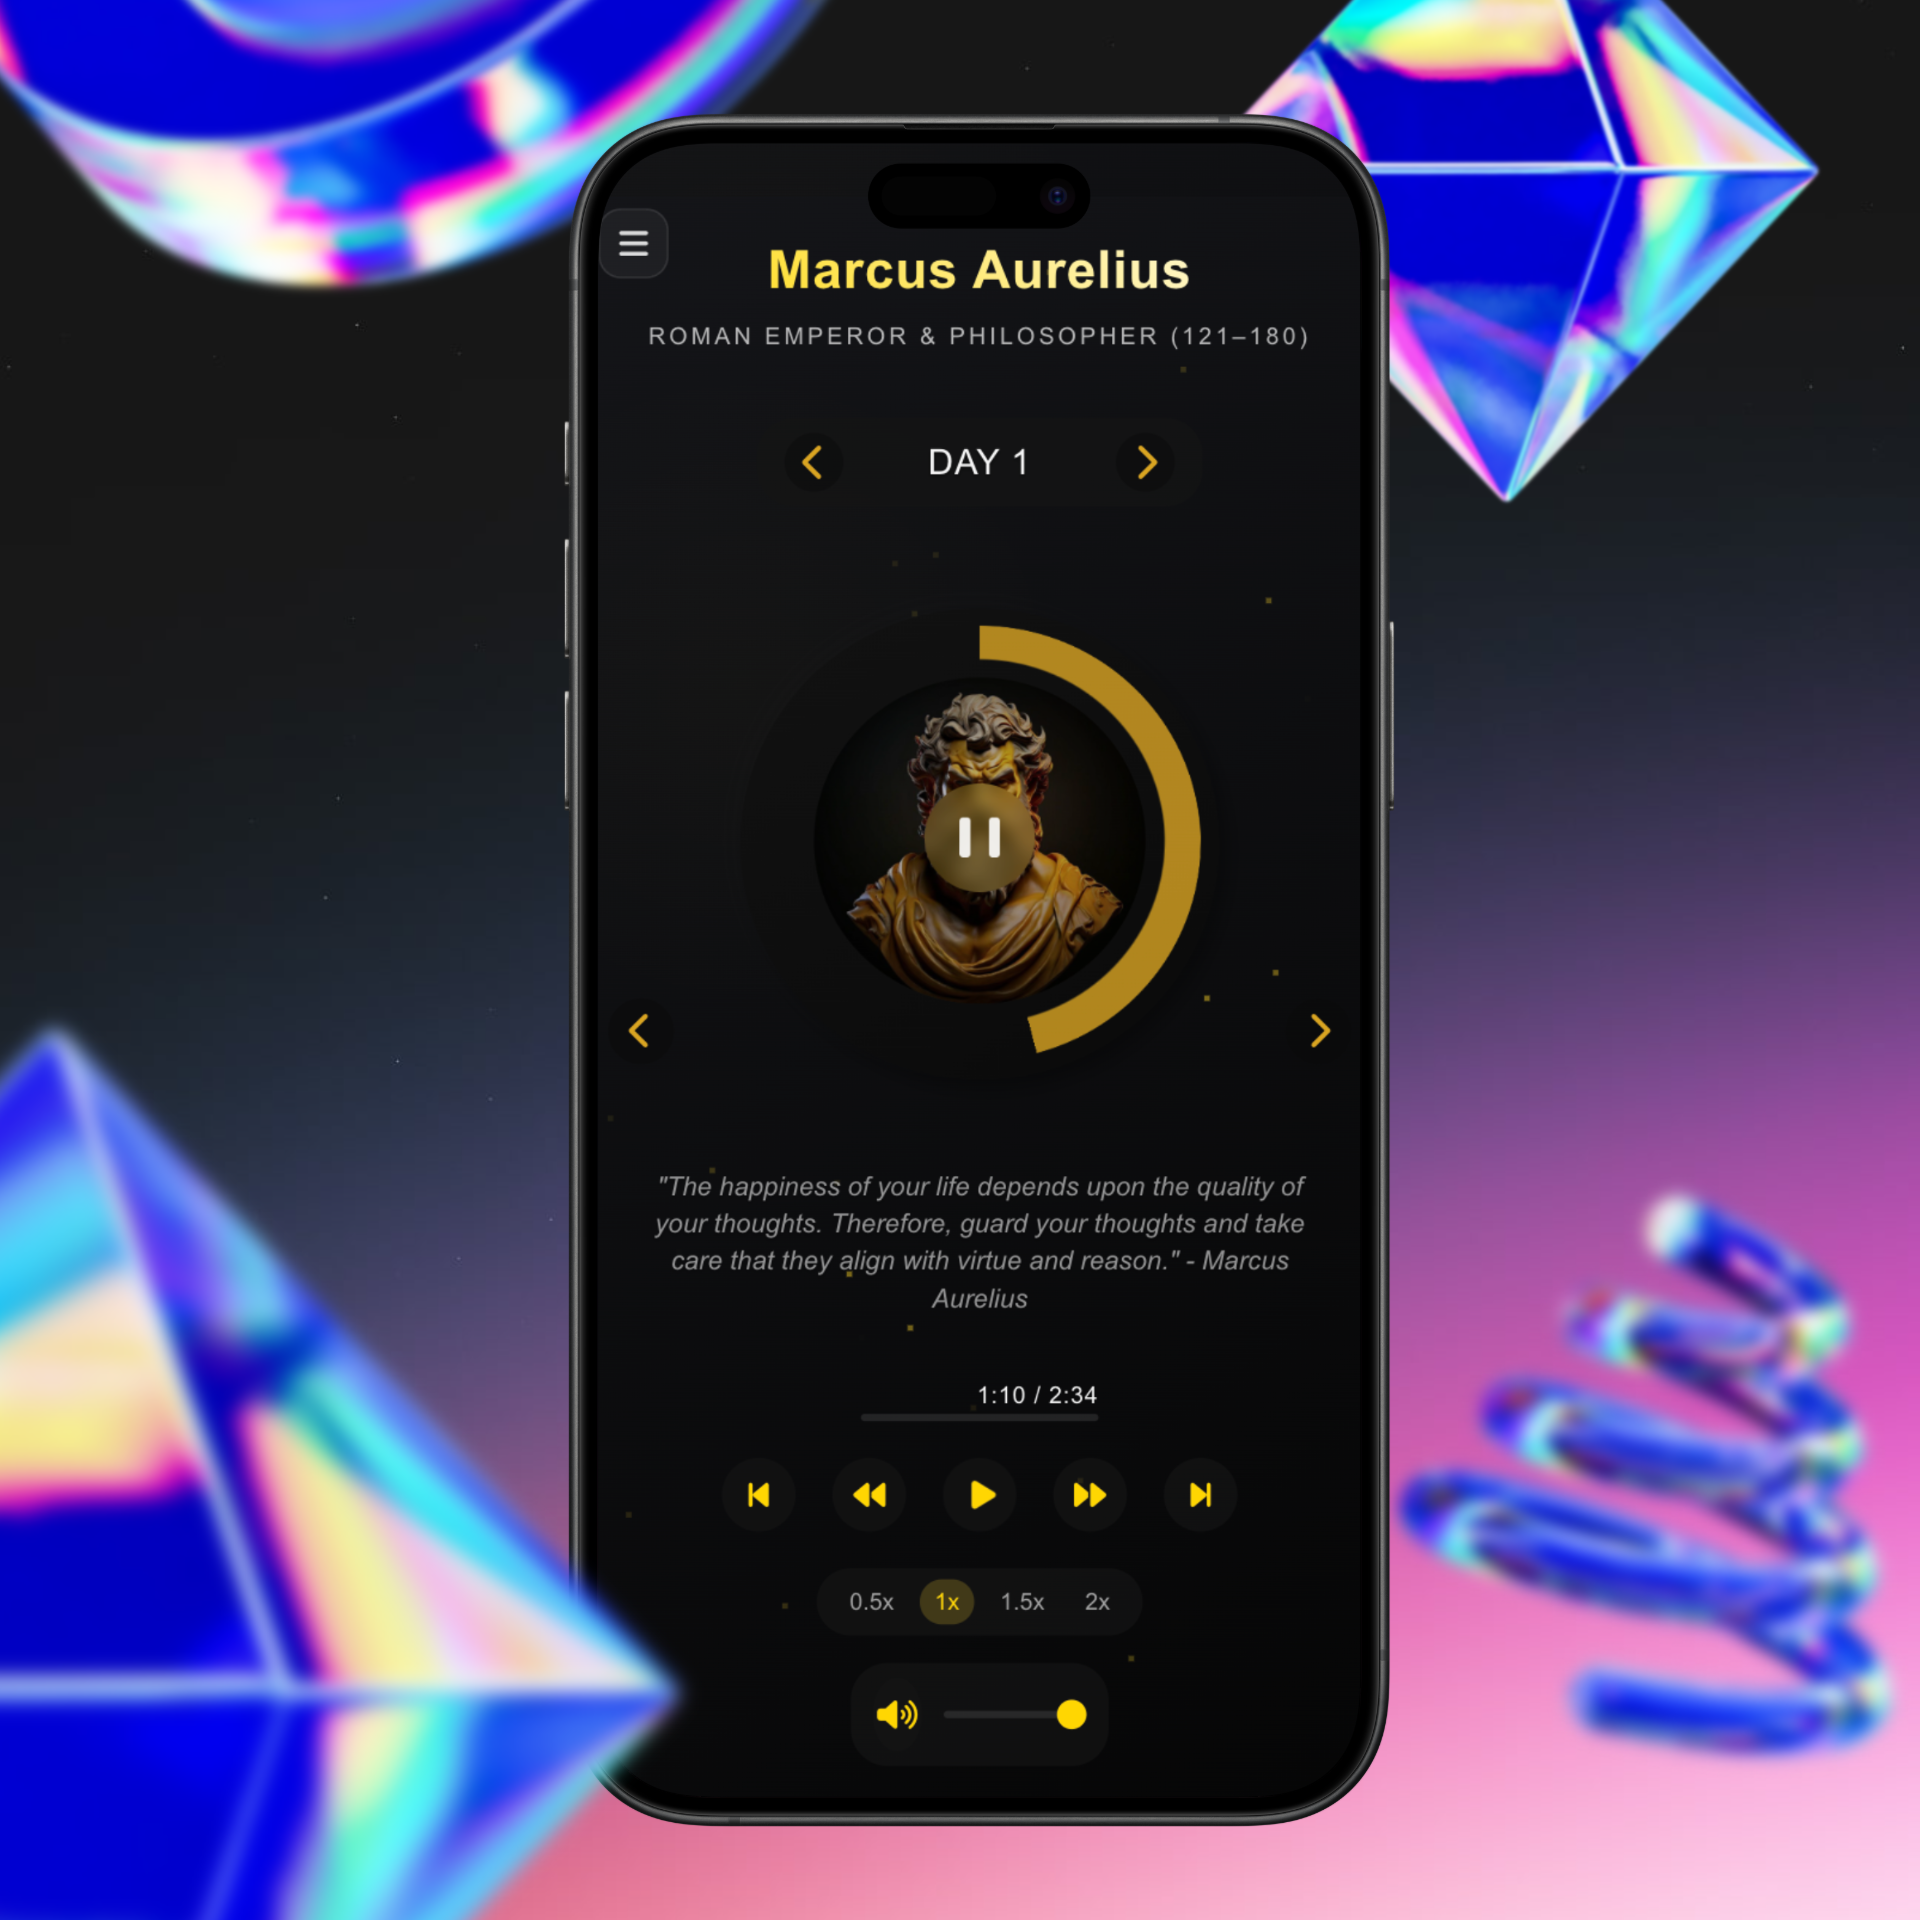 Marcus Aurelius
ROMAN EMPEROR & PHILOSOPHER (121–180)
DAY 1
"The happiness of your life depends upon the quality of
your thoughts. Therefore, guard your thoughts and take
care that they align with virtue and reason." - Marcus
Aurelius
1:10 / 2:34
0.5x 1x 1.5x 2x